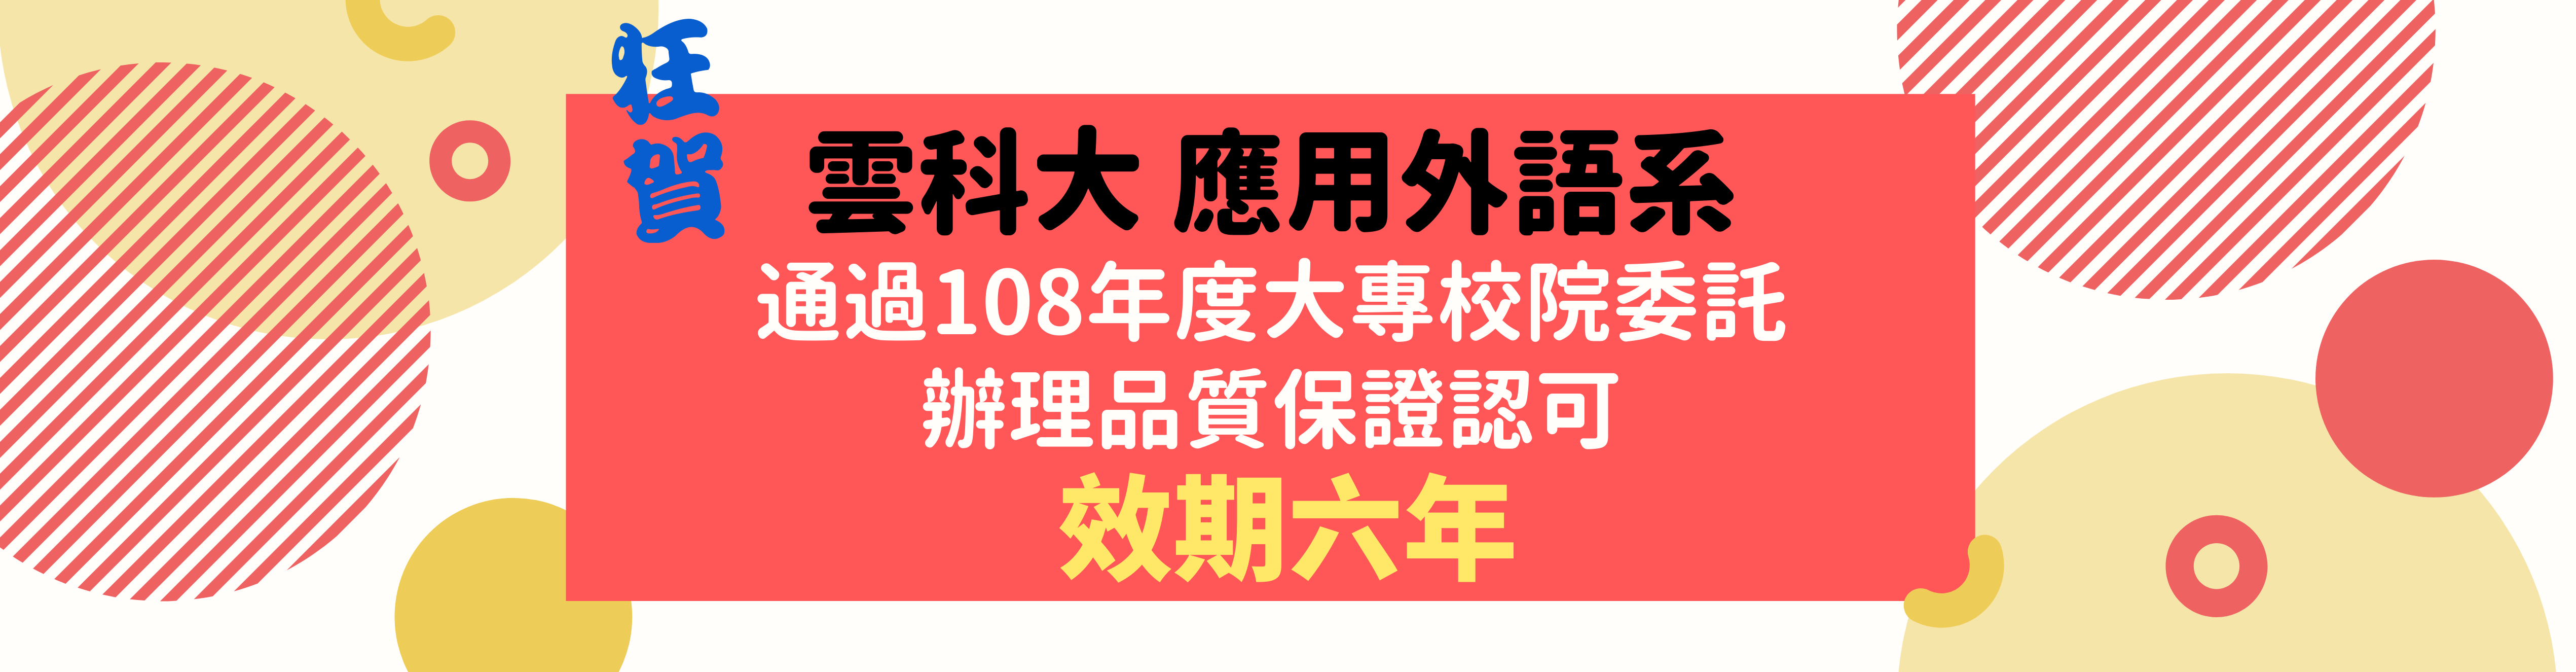 狂賀
雲科大 應用外語系
通過108年度大專校院委託
辦理品質保證認可
效期六年